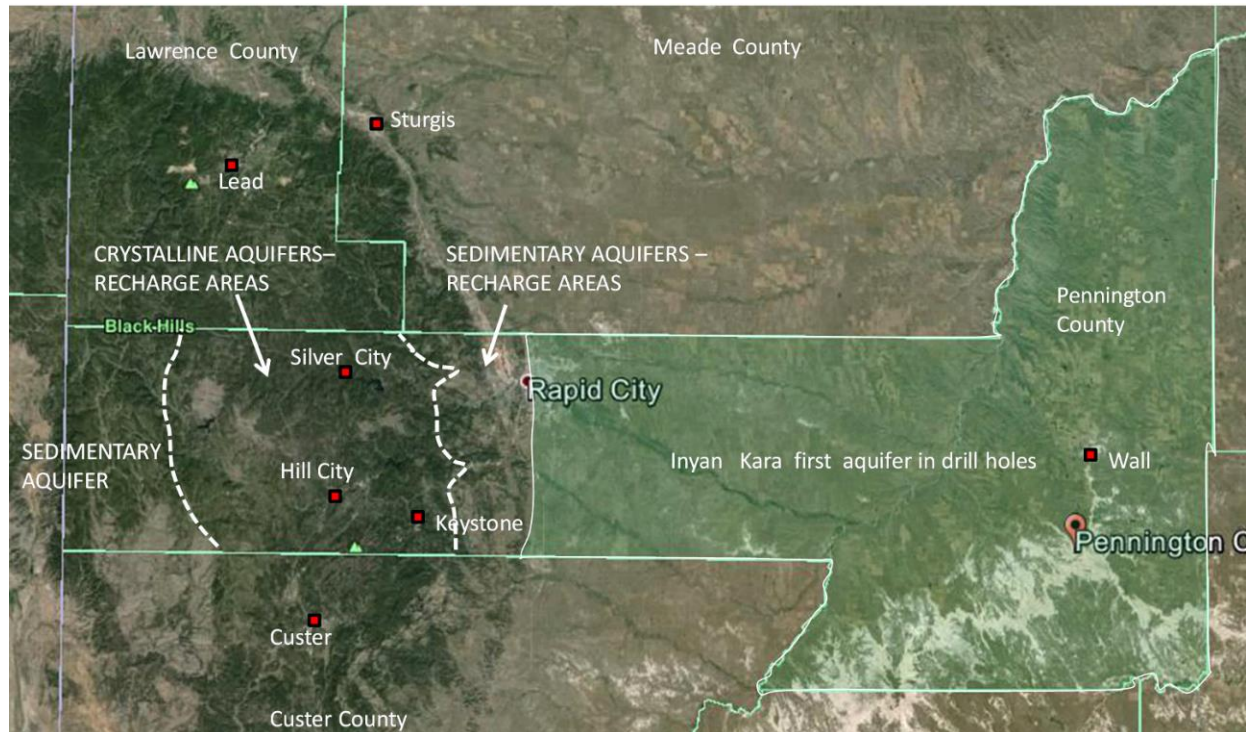 Lawrence County
Meade County
Sturgis
Lead
CRYSTALLINE AQUIFERS–
RECHARGE AREAS
SEDIMENTARY AQUIFERS –
RECHARGE AREAS
Pennington
County
Black Hills
Silver City
Rapid City
SEDIMENTARY
AQUIFER
Hill City
Inyan Kara first aquifer in drill holes
Wall
Keystone
Pennington C
Custer
Custer County